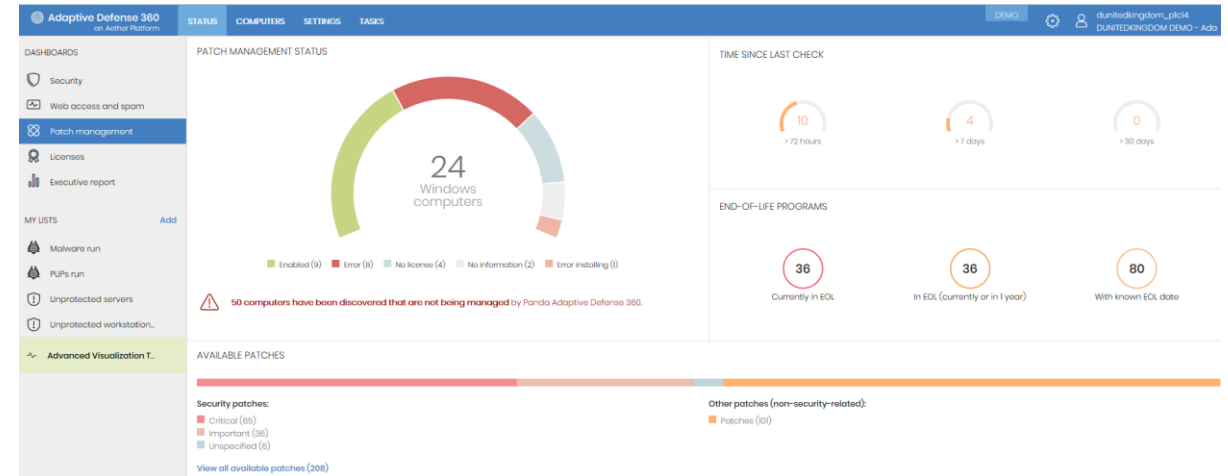 Adaptive Defense 360
on Aether Platform
STATUS
COMPUTERS
SETTINGS
TASKS
DEMO
dunitedkingdom_plc14
DUNITEDKINGDOM DEMO - Ada
DASHBOARDS
Security
Web access and spam
Patch management
Licenses
Executive report
MY LISTS
Add
Malware run
PUPs run
Unprotected servers
Unprotected workstation...
Advanced Visualization T...
PATCH MANAGEMENT STATUS
24
Windows
computers
Enabled (9)
Error (8)
No license (4)
No information (2)
Error installing (1)
50 computers have been discovered that are not being managed by Panda Adaptive Defense 360.
TIME SINCE LAST CHECK
10
> 72 hours
4
> 7 days
0
> 30 days
END-OF-LIFE PROGRAMS
36
Currently in EOL
36
In EOL (currently or in 1 year)
80
With known EOL date
AVAILABLE PATCHES
Security patches:
Critical (65)
Important (36)
Unspecified (6)
View all available patches (208)
Other patches (non-security-related):
Patches (101)